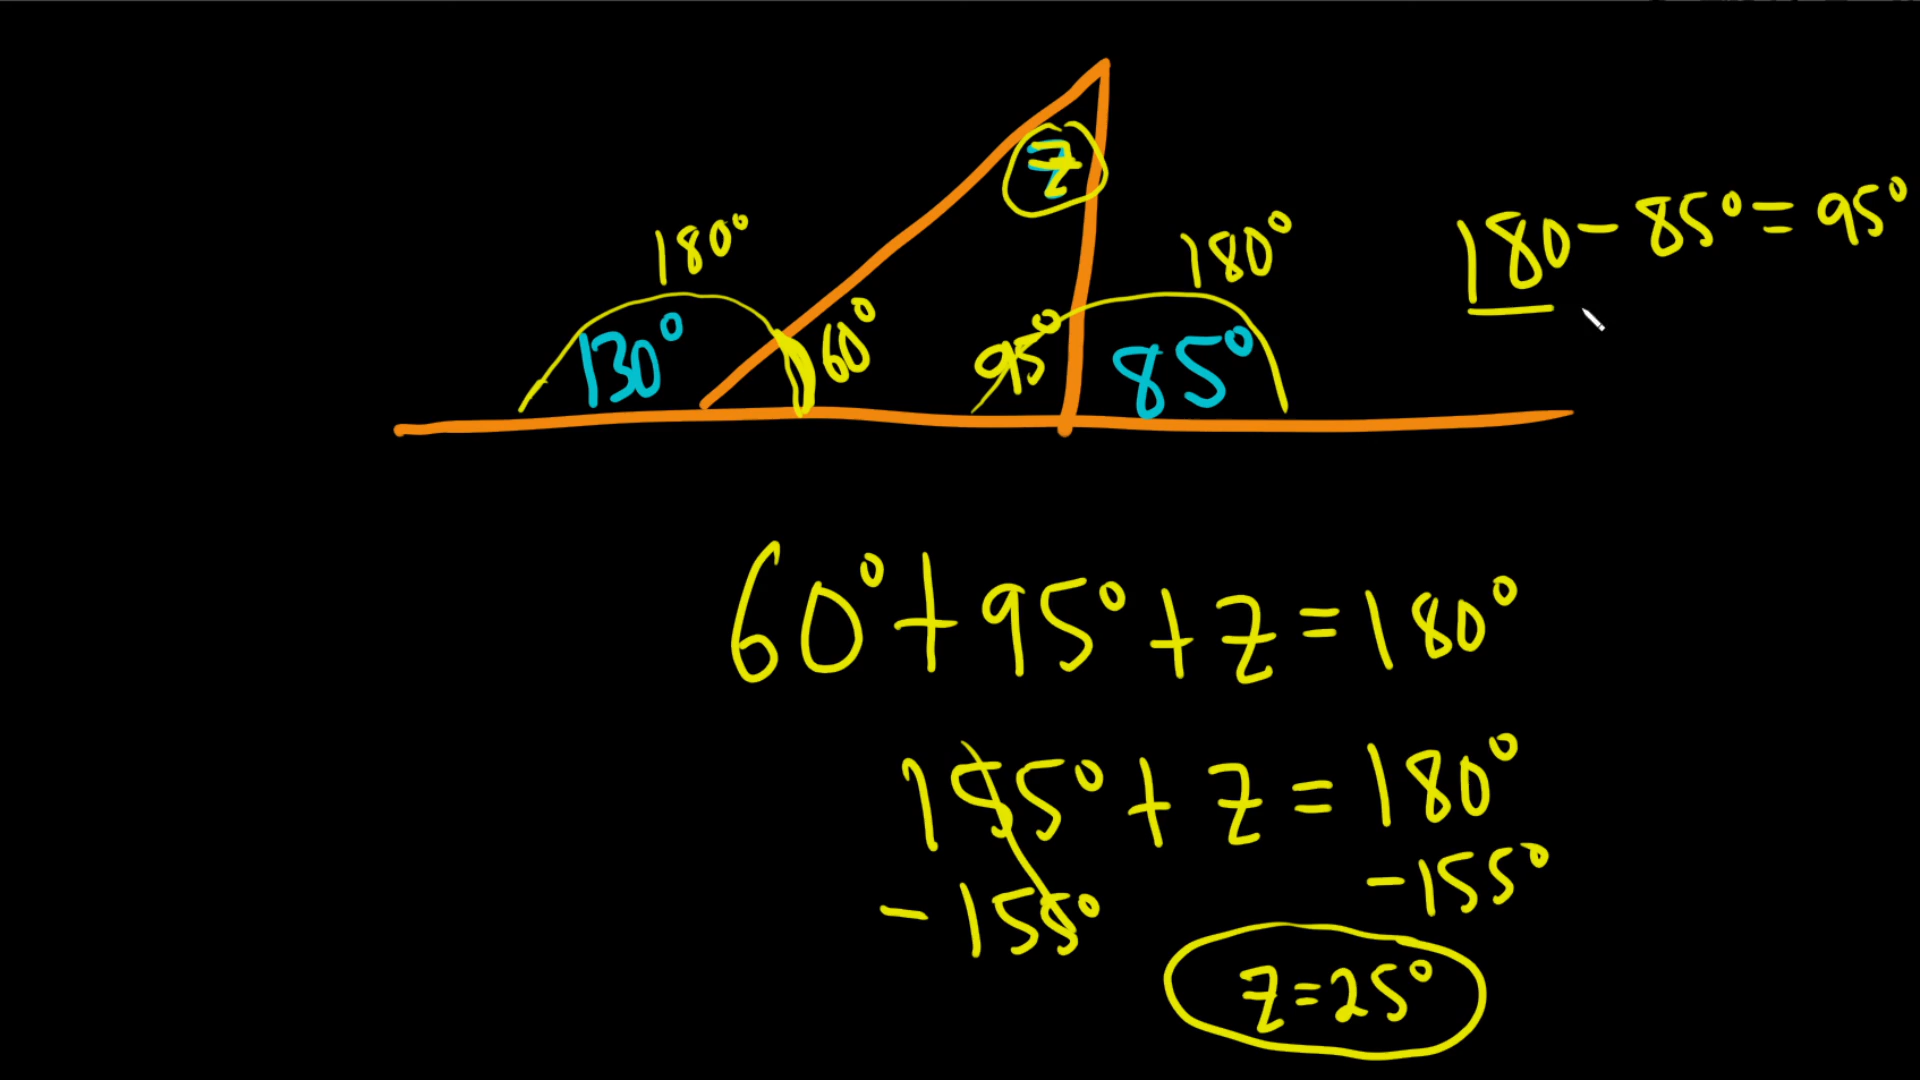 z
180° 180° 180 - 85° = 95°
130° 60° 95° 85°
60° + 95° + z = 180°
155° + z = 180°
- 155° - 155°
z = 25°